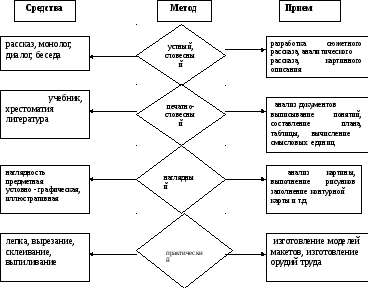 Средства
Метод
Прием
рассказ, монолог,
диалог, беседа
устный,
словесны
й
разработка сюжетного
рассказа, аналитического
рассказа, картинного
описания
учебник,
хрестоматия
литература
печатно-
словесны
й
анализ документов
выписывание понятий,
составление плана,
таблицы, вычисление
смысловых единиц
наглядность
предметная
условно - графическая,
иллюстративная
наглядны
й
анализ картины,
выполнение рисунков
заполнение контурной
карты и т.д.
лепка, вырезание,
склеивание,
выпиливание
практически
й
изготовление моделей
макетов, изготовление
орудий труда